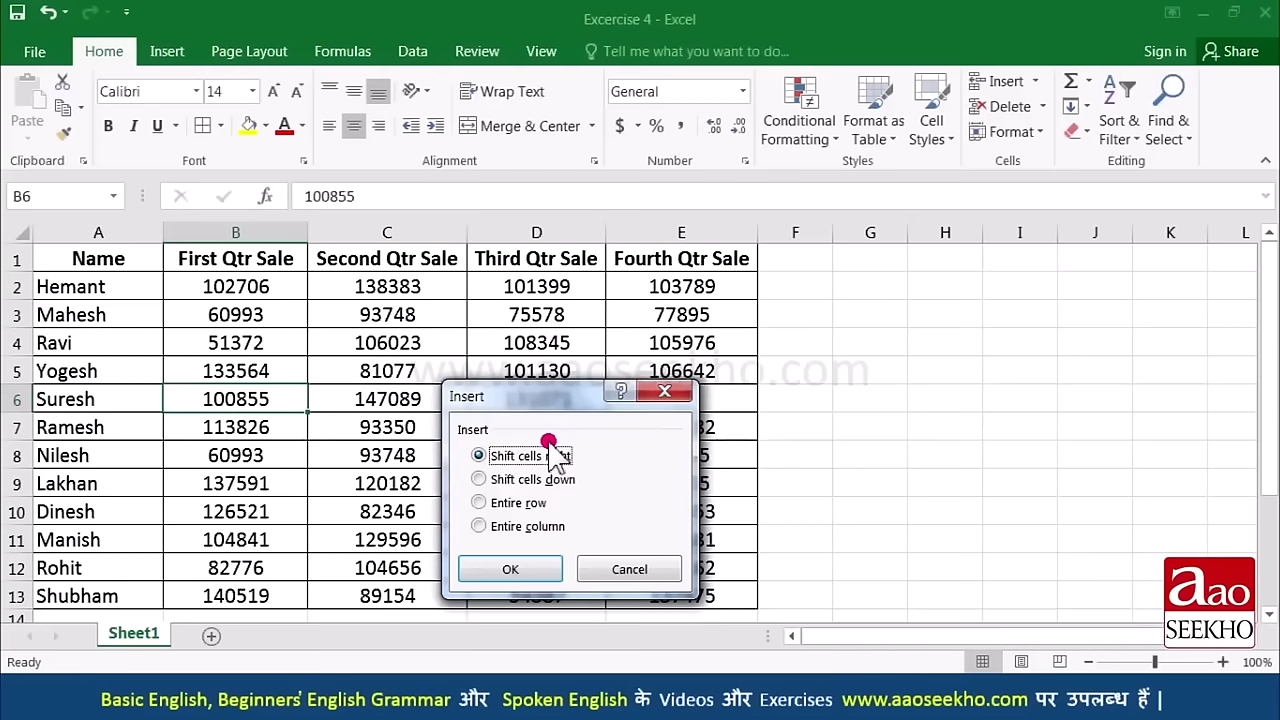 Excercise 4 - Excel
File Home Insert Page Layout Formulas Data Review View Tell me what you want to do... Sign in Share
Calibri 14 Wrap Text General Insert
Paste B I U Merge & Center $ % , Conditional Formatting Format as Table Cell Styles Delete Format Σ Sort & Filter Find & Select
Clipboard Font Alignment Number Styles Cells Editing
B6 fx 100855
A B C D E F G H I J K L
1 Name First Qtr Sale Second Qtr Sale Third Qtr Sale Fourth Qtr Sale
2 Hemant 102706 138383 101399 103789
3 Mahesh 60993 93748 75578 77895
4 Ravi 51372 106023 108345 105976
5 Yogesh 133564 81077 101130 106642
www.aaoseekho.com
6 Suresh 100855 147089
7 Ramesh 113826 93350
8 Nilesh 60993 93748
9 Lakhan 137591 120182
10 Dinesh 126521 82346
11 Manish 104841 129596
12 Rohit 82776 104656
13 Shubham 140519 89154
14
Insert
Insert
Shift cells right
Shift cells down
Entire row
Entire column
OK Cancel
aao
SEEKHO
Sheet1
Ready 100%
Basic English, Beginners' English Grammar और Spoken English के Videos और Exercises www.aaoseekho.com पर उपलब्ध हैं |